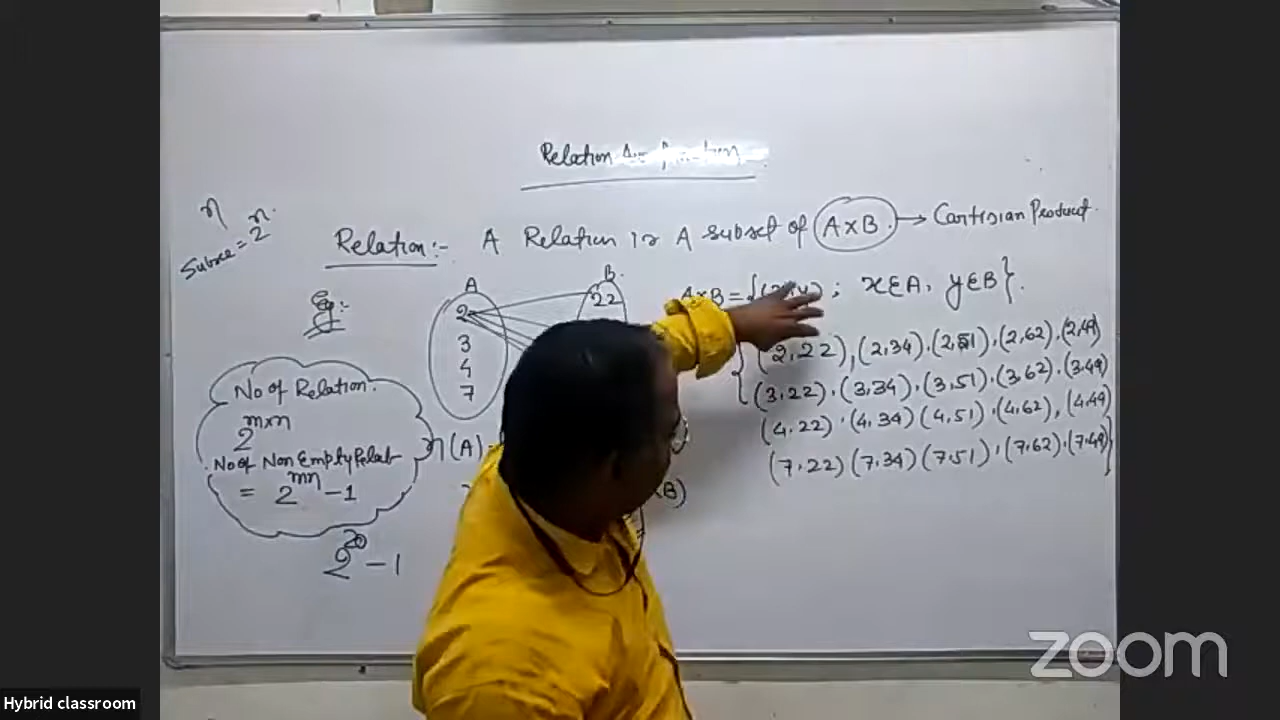 Relation
n
Subset = 2^n
Relation:- A Relation is A subset of A×B → Cartisian Product.
Eg:-
A
2
3
4
7
B.
22
A×B = {(x,y) ; x∈A, y∈B}.
{(2,22), (2,34), (2,51), (2,62), (2,49)
(3,22), (3,34), (3,51), (3,62), (3,49)
(4,22), (4,34) (4,51), (4,62), (4,49)
(7,22) (7,34) (7,51), (7,62), (7,49)}
No of Relation.
2^m×n
No of Non Empty Relat
= 2^mn - 1
2^20 - 1
n(A) =
×B)
zoom
Hybrid classroom